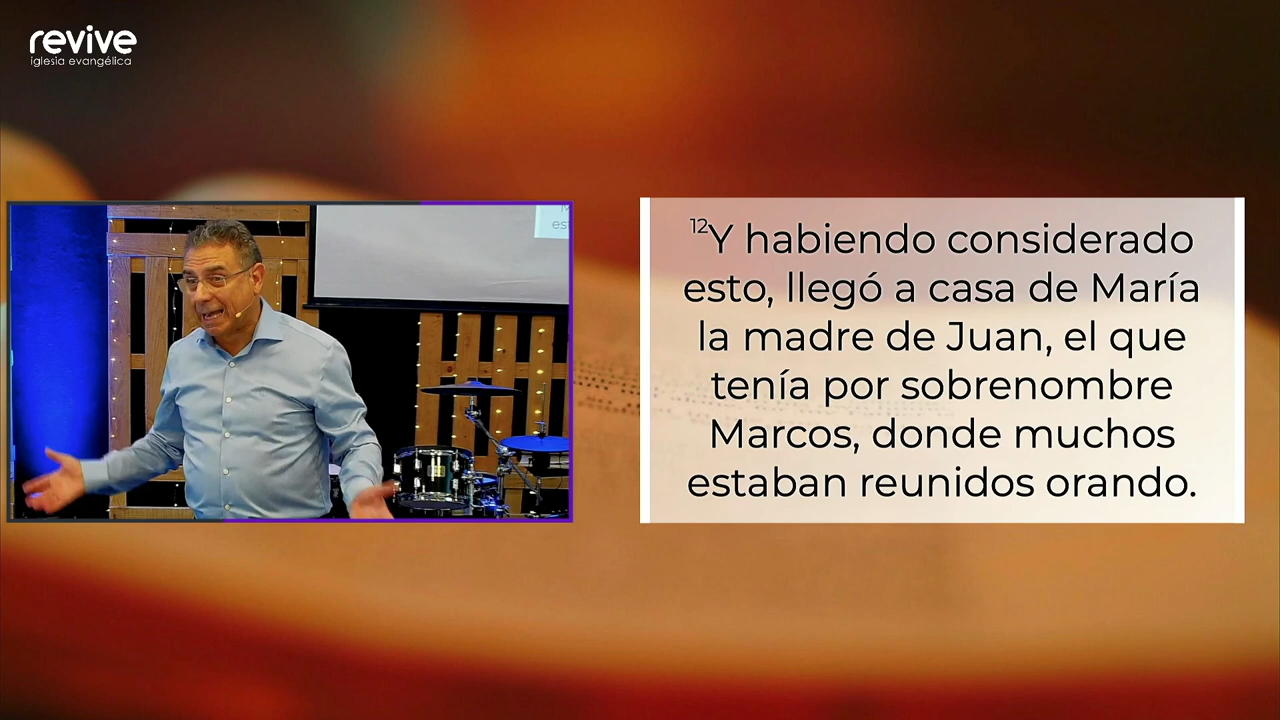 revive
iglesia evangélica
¹²Y habiendo considerado
esto, llegó a casa de María
la madre de Juan, el que
tenía por sobrenombre
Marcos, donde muchos
estaban reunidos orando.